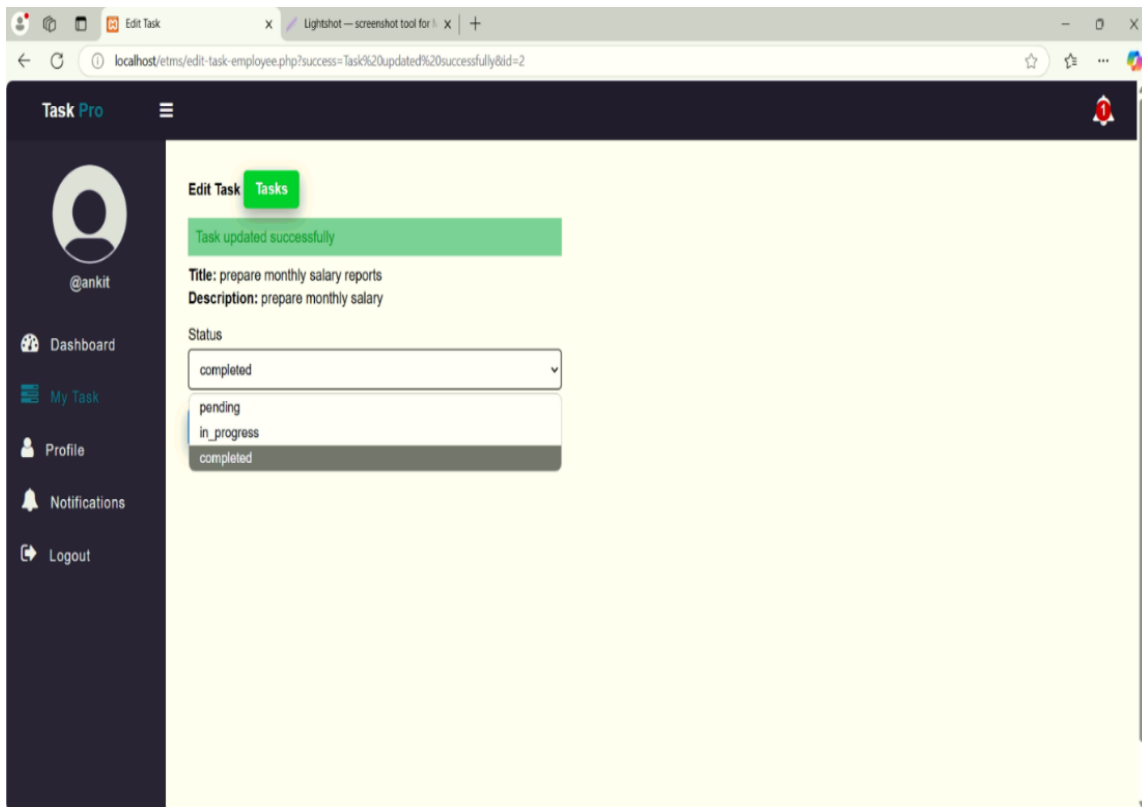 Edit Task
Lightshot — screenshot tool for
localhost/etms/edit-task-employee.php?success=Task%20updated%20successfully&id=2
Task Pro
1
@ankit
Dashboard
My Task
Profile
Notifications
Logout
Edit Task Tasks
Task updated successfully
Title: prepare monthly salary reports
Description: prepare monthly salary
Status
completed
pending
in_progress
completed